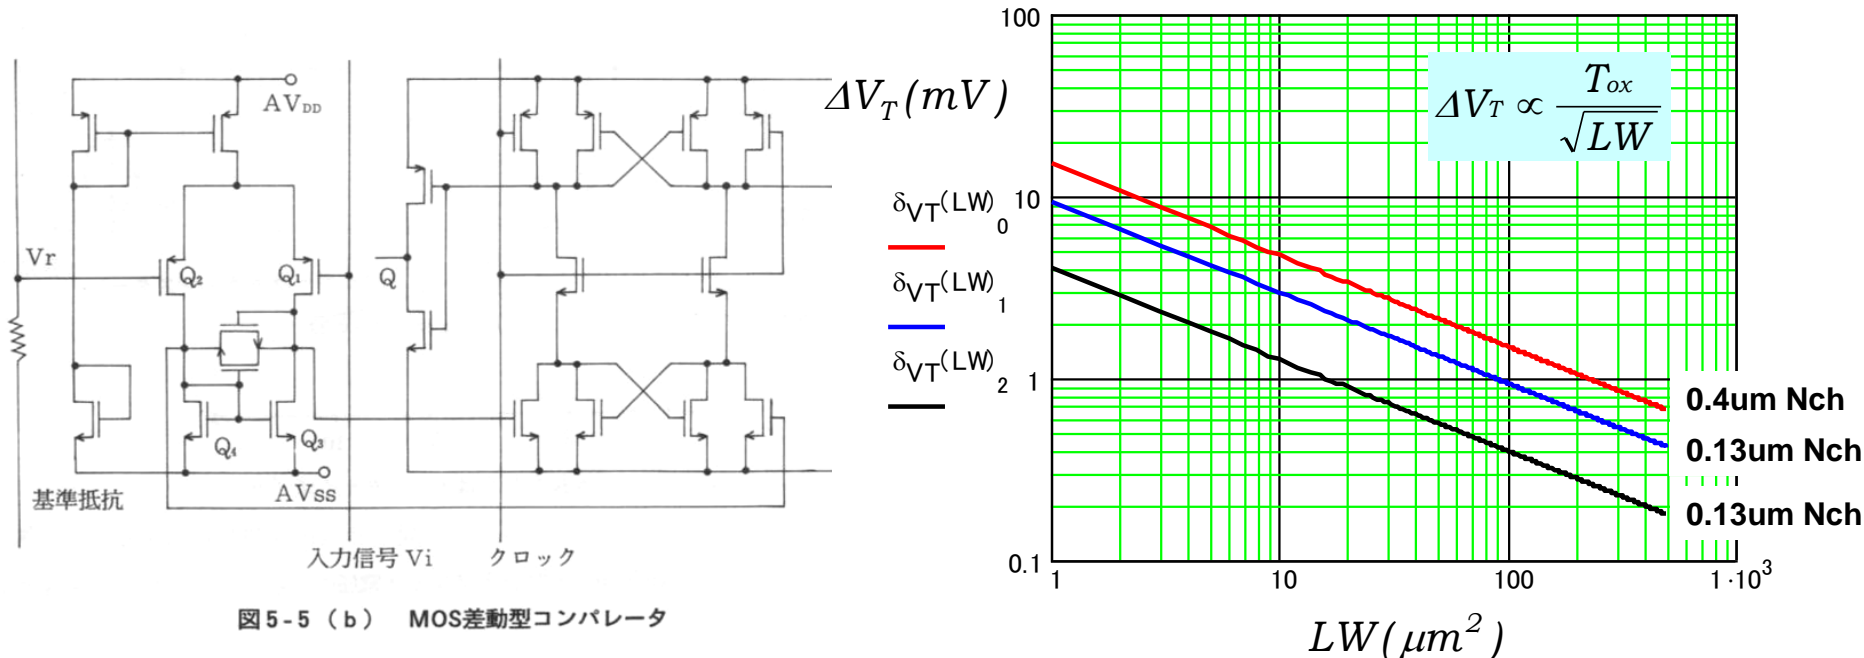 AVDD
Vr
Q2
Q1
Q
Q4
Q3
AVSS
基準抵抗
入力信号 Vi
クロック
図5-5 (b) MOS差動型コンパレータ
ΔVT(mV)
δVT(LW)0
δVT(LW)1
δVT(LW)2
100
10
1
0.1
ΔVT ∝ Tox / √LW
0.4um Nch
0.13um Nch
0.13um Nch
1
10
100
1·10³
LW(μm²)